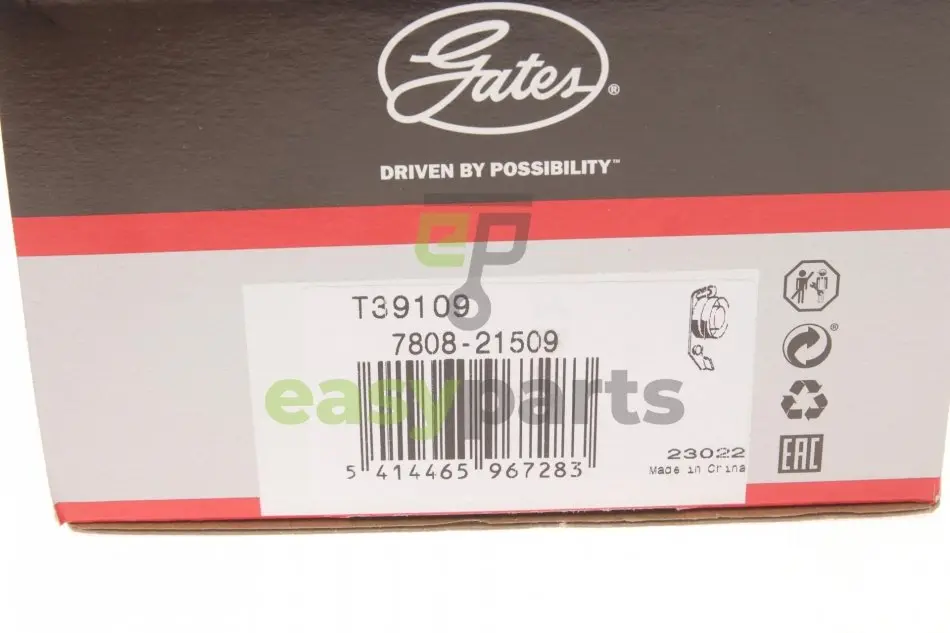 Gates®
DRIVEN BY POSSIBILITY™
ep
T39109
7808-21509
easyparts
5 414465 967283
23022
Made in China
®
EAC